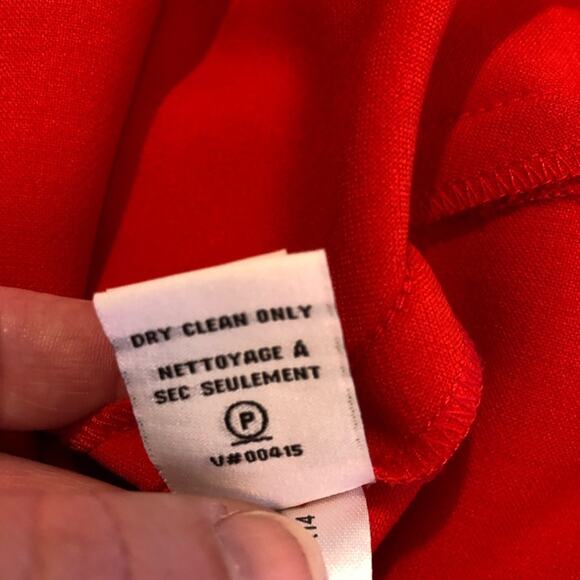 DRY CLEAN ONLY
NETTOYAGE À
SEC SEULEMENT
P
V#00415